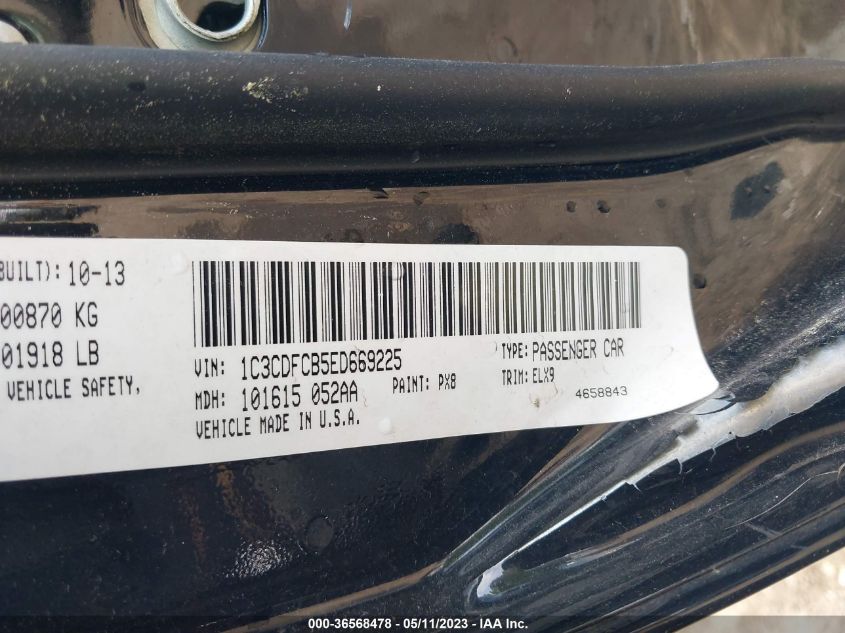 BUILT): 10-13
00870 KG
01918 LB
VEHICLE SAFETY,
VIN: 1C3CDFCB5ED669225
TYPE: PASSENGER CAR
MDH: 101615 052AA
PAINT: PX8
TRIM: ELX9
VEHICLE MADE IN U.S.A.
4658843
000-36568478 - 05/11/2023 - IAA Inc.